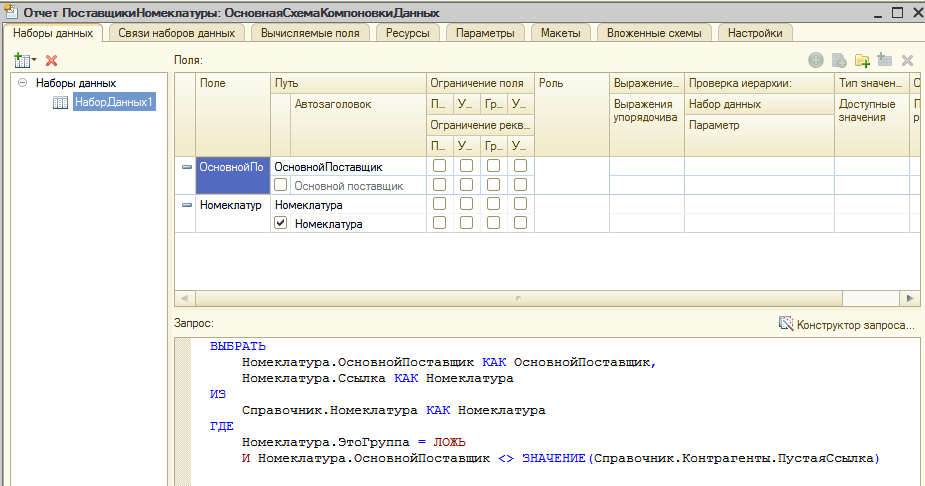 Отчет ПоставщикиНоменклатуры: ОсновнаяСхемаКомпоновкиДанных
Наборы данных Связи наборов данных Вычисляемые поля Ресурсы Параметры Макеты Вложенные схемы Настройки
Поля:
Наборы данных
НаборДанных1
Поле Путь Ограничение поля Роль Выражение... Проверка иерархии: Тип значен...
Автозаголовок П... У... Гр... У... Выражения упорядочива Набор данных Доступные значения
Ограничение рекв... Параметр
П... У... Гр... У...
ОсновнойПо ОсновнойПоставщик
Основной поставщик
Номеклатур Номеклатура
Номеклатура
Запрос:
Конструктор запроса...
ВЫБРАТЬ
Номеклатура.ОсновнойПоставщик КАК ОсновнойПоставщик,
Номеклатура.Ссылка КАК Номеклатура
ИЗ
Справочник.Номеклатура КАК Номеклатура
ГДЕ
Номеклатура.ЭтоГруппа = ЛОЖЬ
И Номеклатура.ОсновнойПоставщик <> ЗНАЧЕНИЕ(Справочник.Контрагенты.ПустаяСсылка)